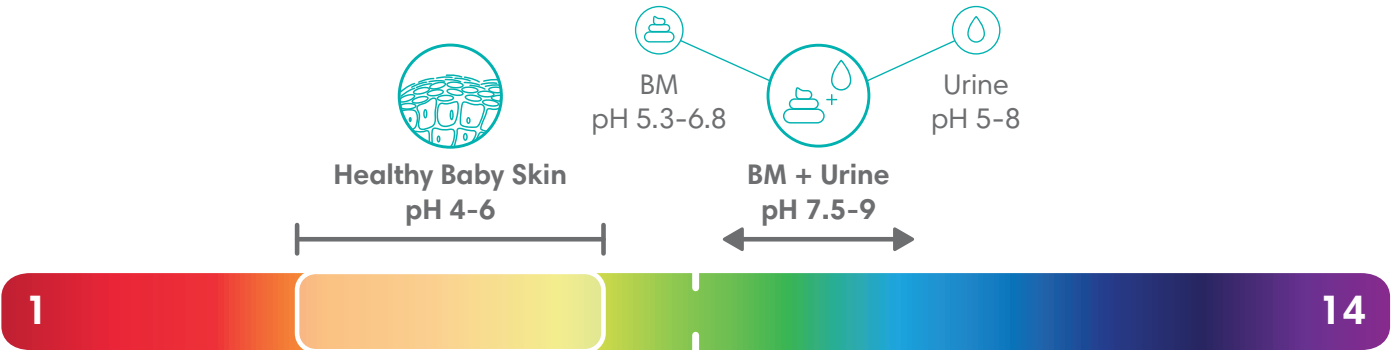 BM
pH 5.3-6.8
Urine
pH 5-8
Healthy Baby Skin
pH 4-6
BM + Urine
pH 7.5-9
1
14